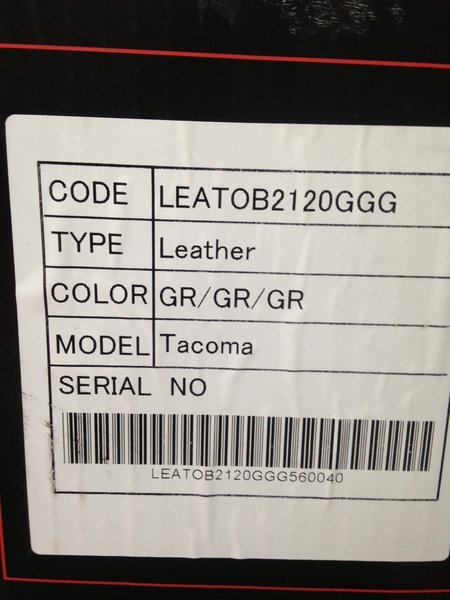 CODE LEATOB2120GGG
TYPE Leather
COLOR GR/GR/GR
MODEL Tacoma
SERIAL NO
LEATOB2120GGG560040